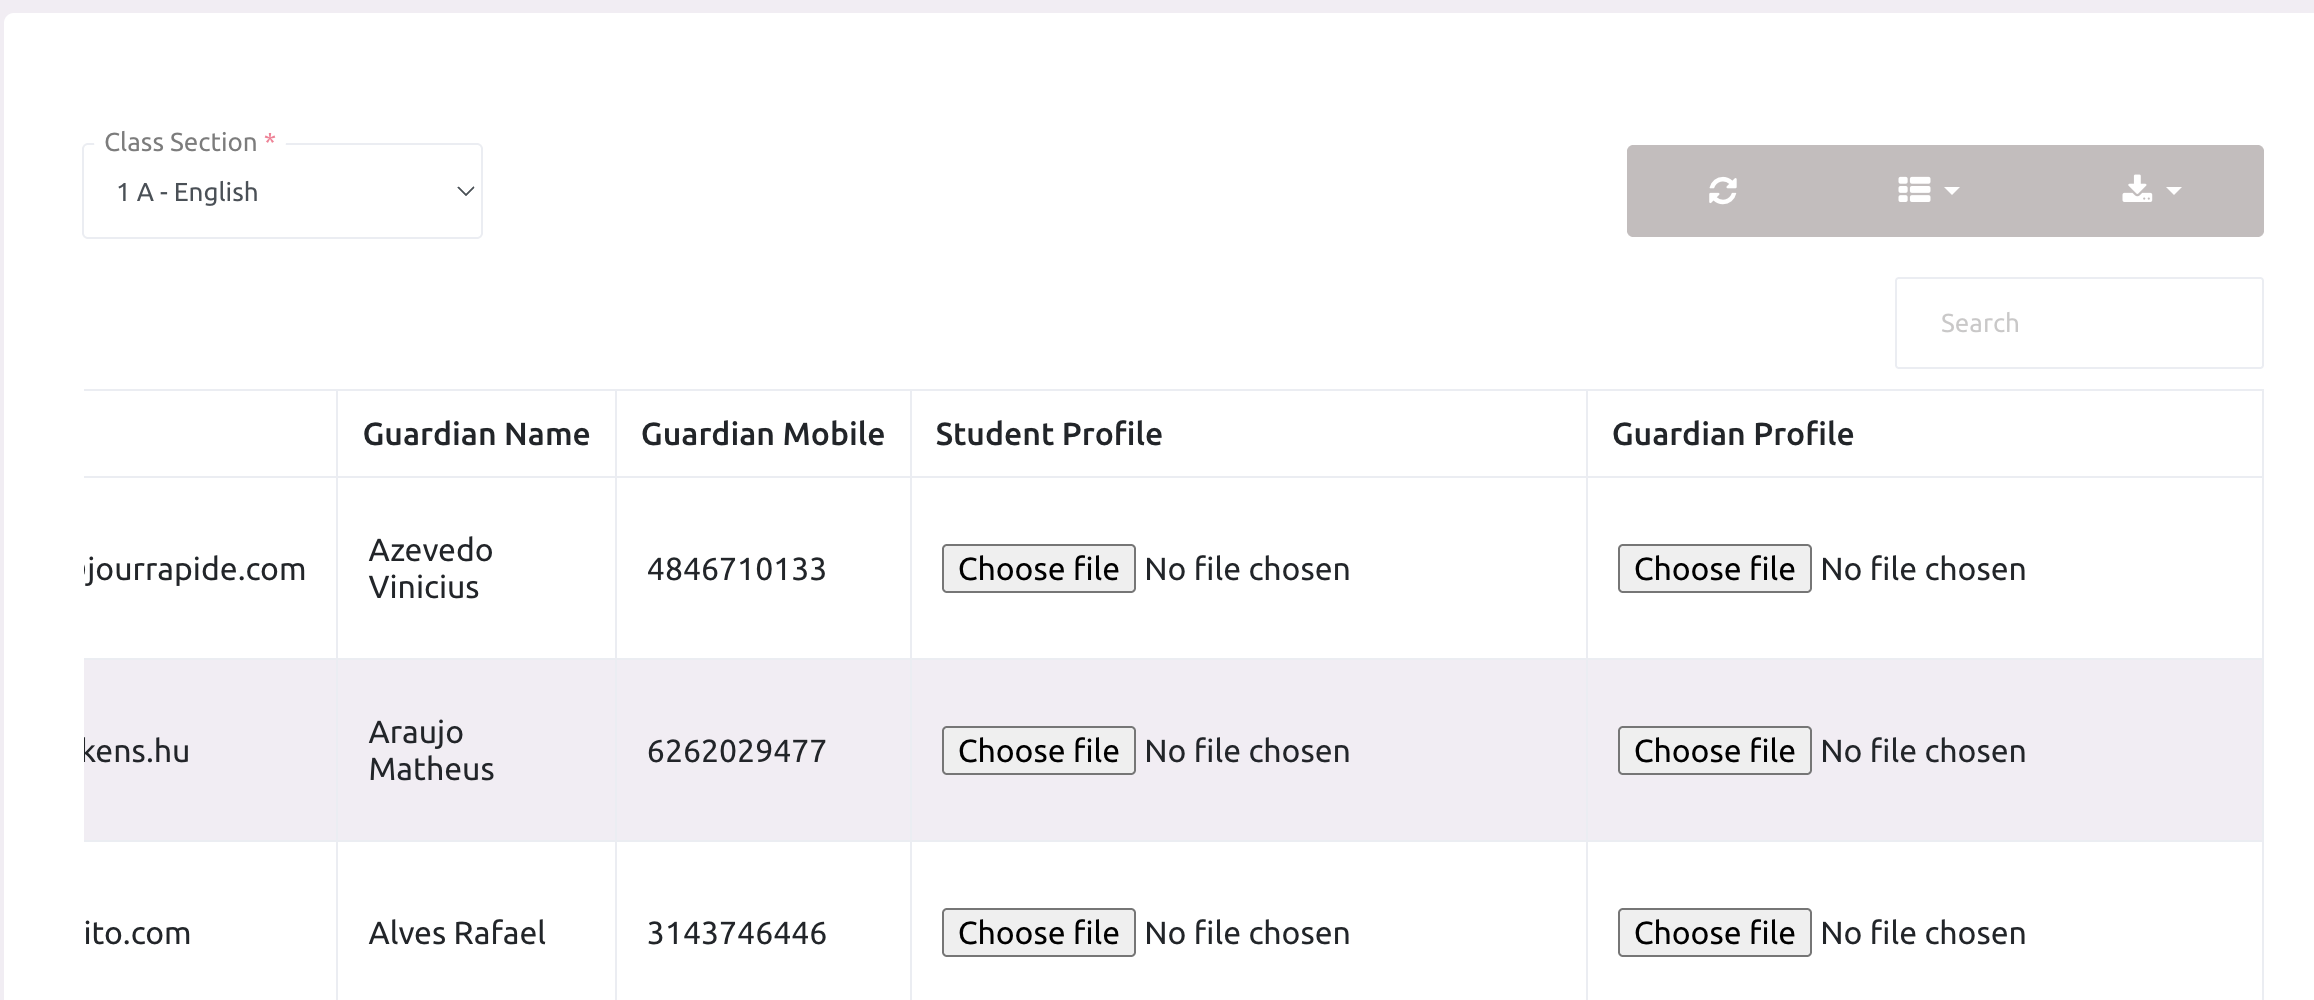 Class Section *
1 A - English
Search
Guardian Name Guardian Mobile Student Profile Guardian Profile
jourrapide.com Azevedo Vinicius 4846710133 Choose file No file chosen Choose file No file chosen
kens.hu Araujo Matheus 6262029477 Choose file No file chosen Choose file No file chosen
ito.com Alves Rafael 3143746446 Choose file No file chosen Choose file No file chosen